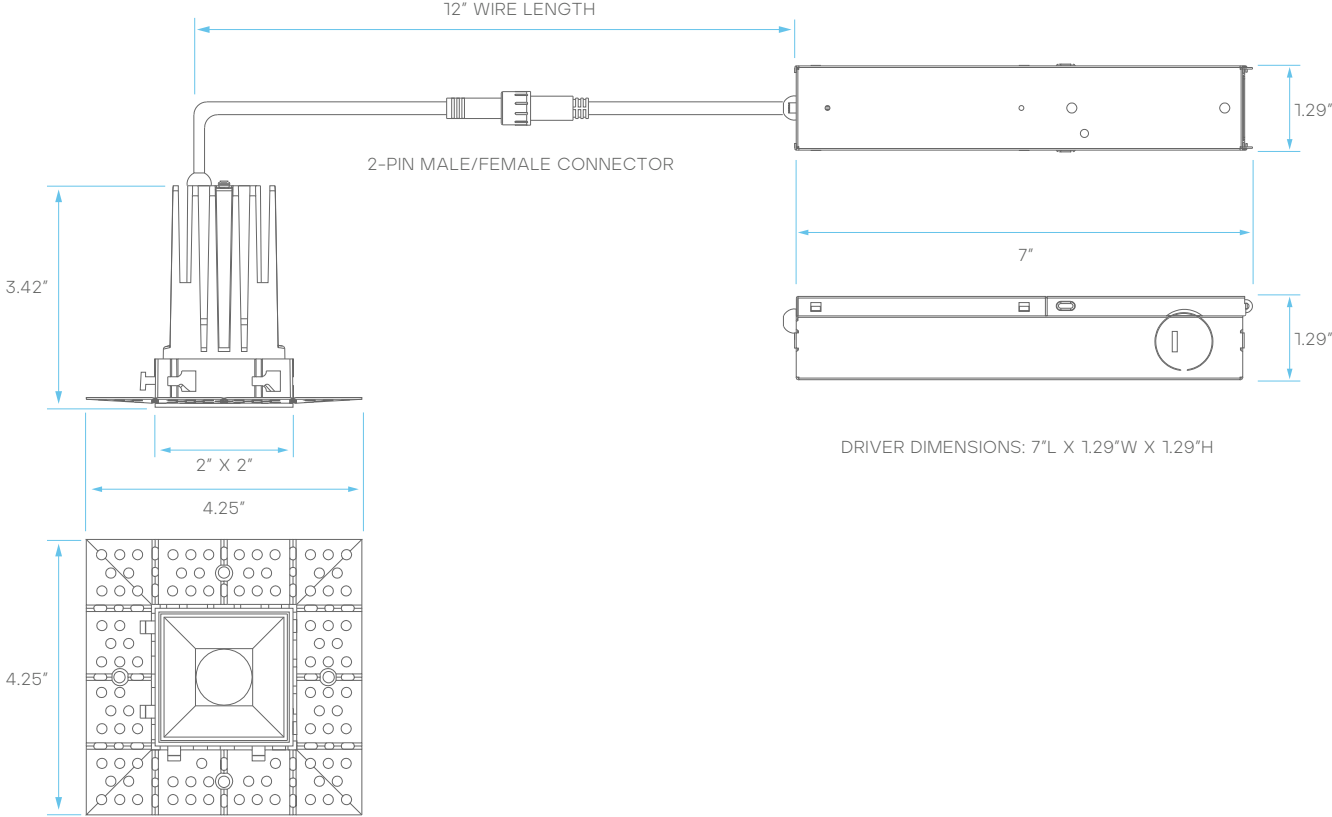 12" WIRE LENGTH
1.29"
2-PIN MALE/FEMALE CONNECTOR
7"
3.42"
1.29"
DRIVER DIMENSIONS: 7"L X 1.29"W X 1.29"H
2" X 2"
4.25"
4.25"